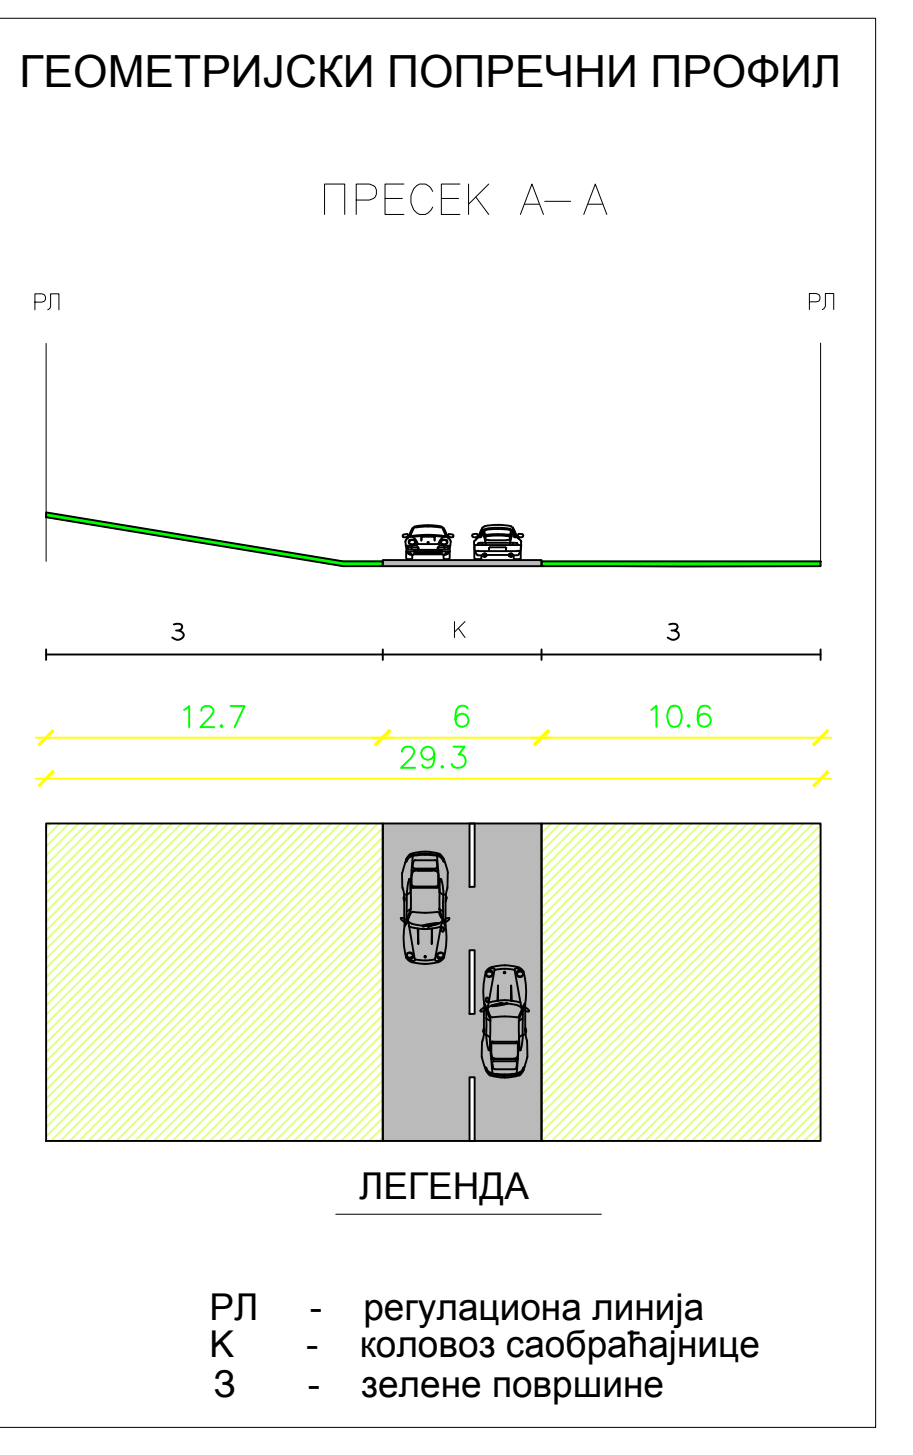 ГЕОМЕТРИЈСКИ ПОПРЕЧНИ ПРОФИЛ
ПРЕСЕК А–А
РЛ РЛ
З К З
12.7 6 10.6
29.3
ЛЕГЕНДА
РЛ - регулациона линија
К - коловоз саобраћајнице
З - зелене површине